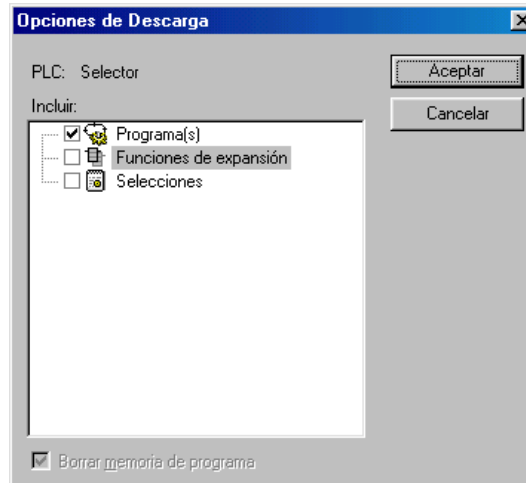 Opciones de Descarga
PLC: Selector
Aceptar
Incluir:
Cancelar
Programa(s)
Funciones de expansión
Selecciones
Borrar memoria de programa